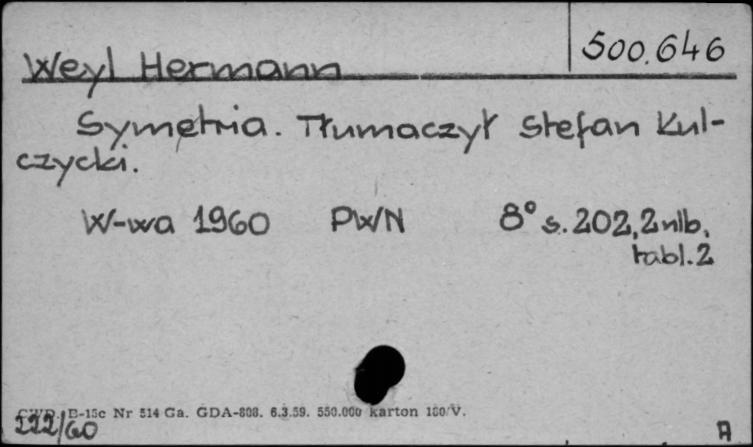 500.646
Weyl Hermann
Symetria. Tłumaczył Stefan Kul-
czycki.
W-wa 1960 PWN 8° s. 202, 2 nlb,
tabl. 2
E-15c Nr 514 Ga. GDA-808. 6.3.59. 550.000 karton 180/V.
222/60
A